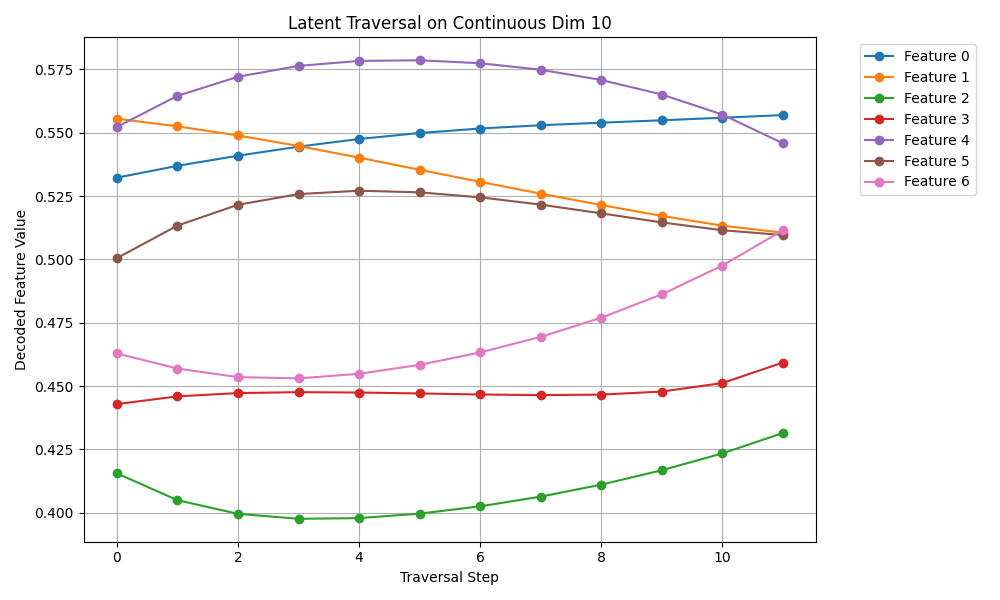 Latent Traversal on Continuous Dim 10
Decoded Feature Value
0.575
0.550
0.525
0.500
0.475
0.450
0.425
0.400
0 2 4 6 8 10
Traversal Step
Feature 0
Feature 1
Feature 2
Feature 3
Feature 4
Feature 5
Feature 6